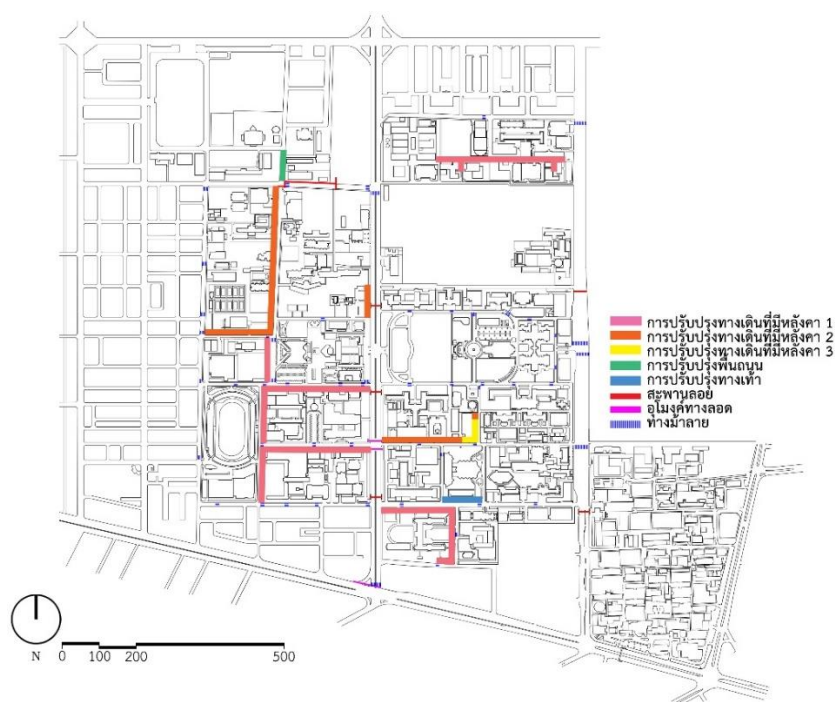 การปรับปรุงทางเดินที่มีหลังคา 1
การปรับปรุงทางเดินที่มีหลังคา 2
การปรับปรุงทางเดินที่มีหลังคา 3
การปรับปรุงพื้นถนน
การปรับปรุงทางเท้า
สะพานลอย
อุโมงค์ทางลอด
ทางม้าลาย
N 0 100 200 500